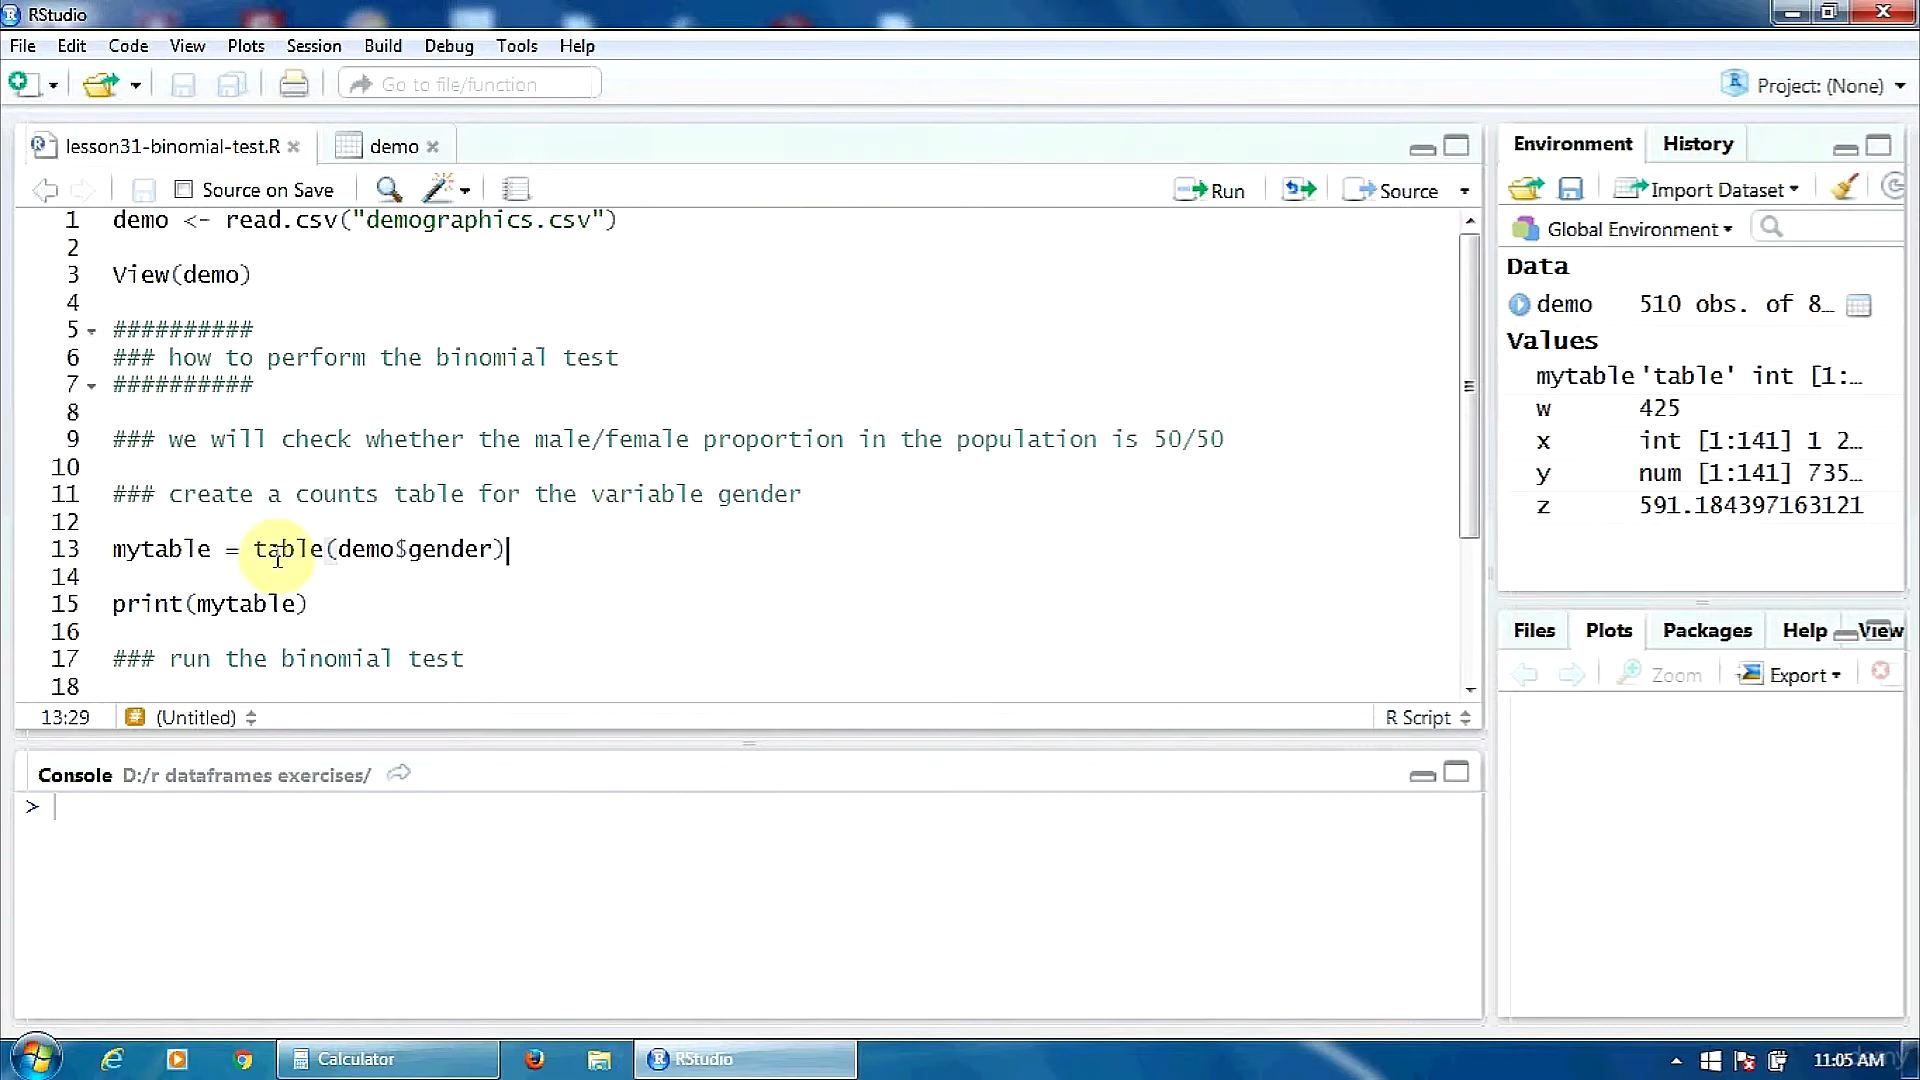 RStudio
File Edit Code View Plots Session Build Debug Tools Help
Go to file/function
Project: (None)
lesson31-binomial-test.R demo
Source on Save Run Source
1 demo <- read.csv("demographics.csv")
2
3 View(demo)
4
5 ##########
6 ### how to perform the binomial test
7 ##########
8
9 ### we will check whether the male/female proportion in the population is 50/50
10
11 ### create a counts table for the variable gender
12
13 mytable = table(demo$gender)
14
15 print(mytable)
16
17 ### run the binomial test
18
13:29 (Untitled) R Script
Console D:/r dataframes exercises/
>
Environment History
Import Dataset
Global Environment
Data
demo 510 obs. of 8…
Values
mytable 'table' int [1:…
w 425
x int [1:141] 1 2…
y num [1:141] 735…
z 591.184397163121
Files Plots Packages Help View
Zoom Export
Calculator RStudio 11:05 AM